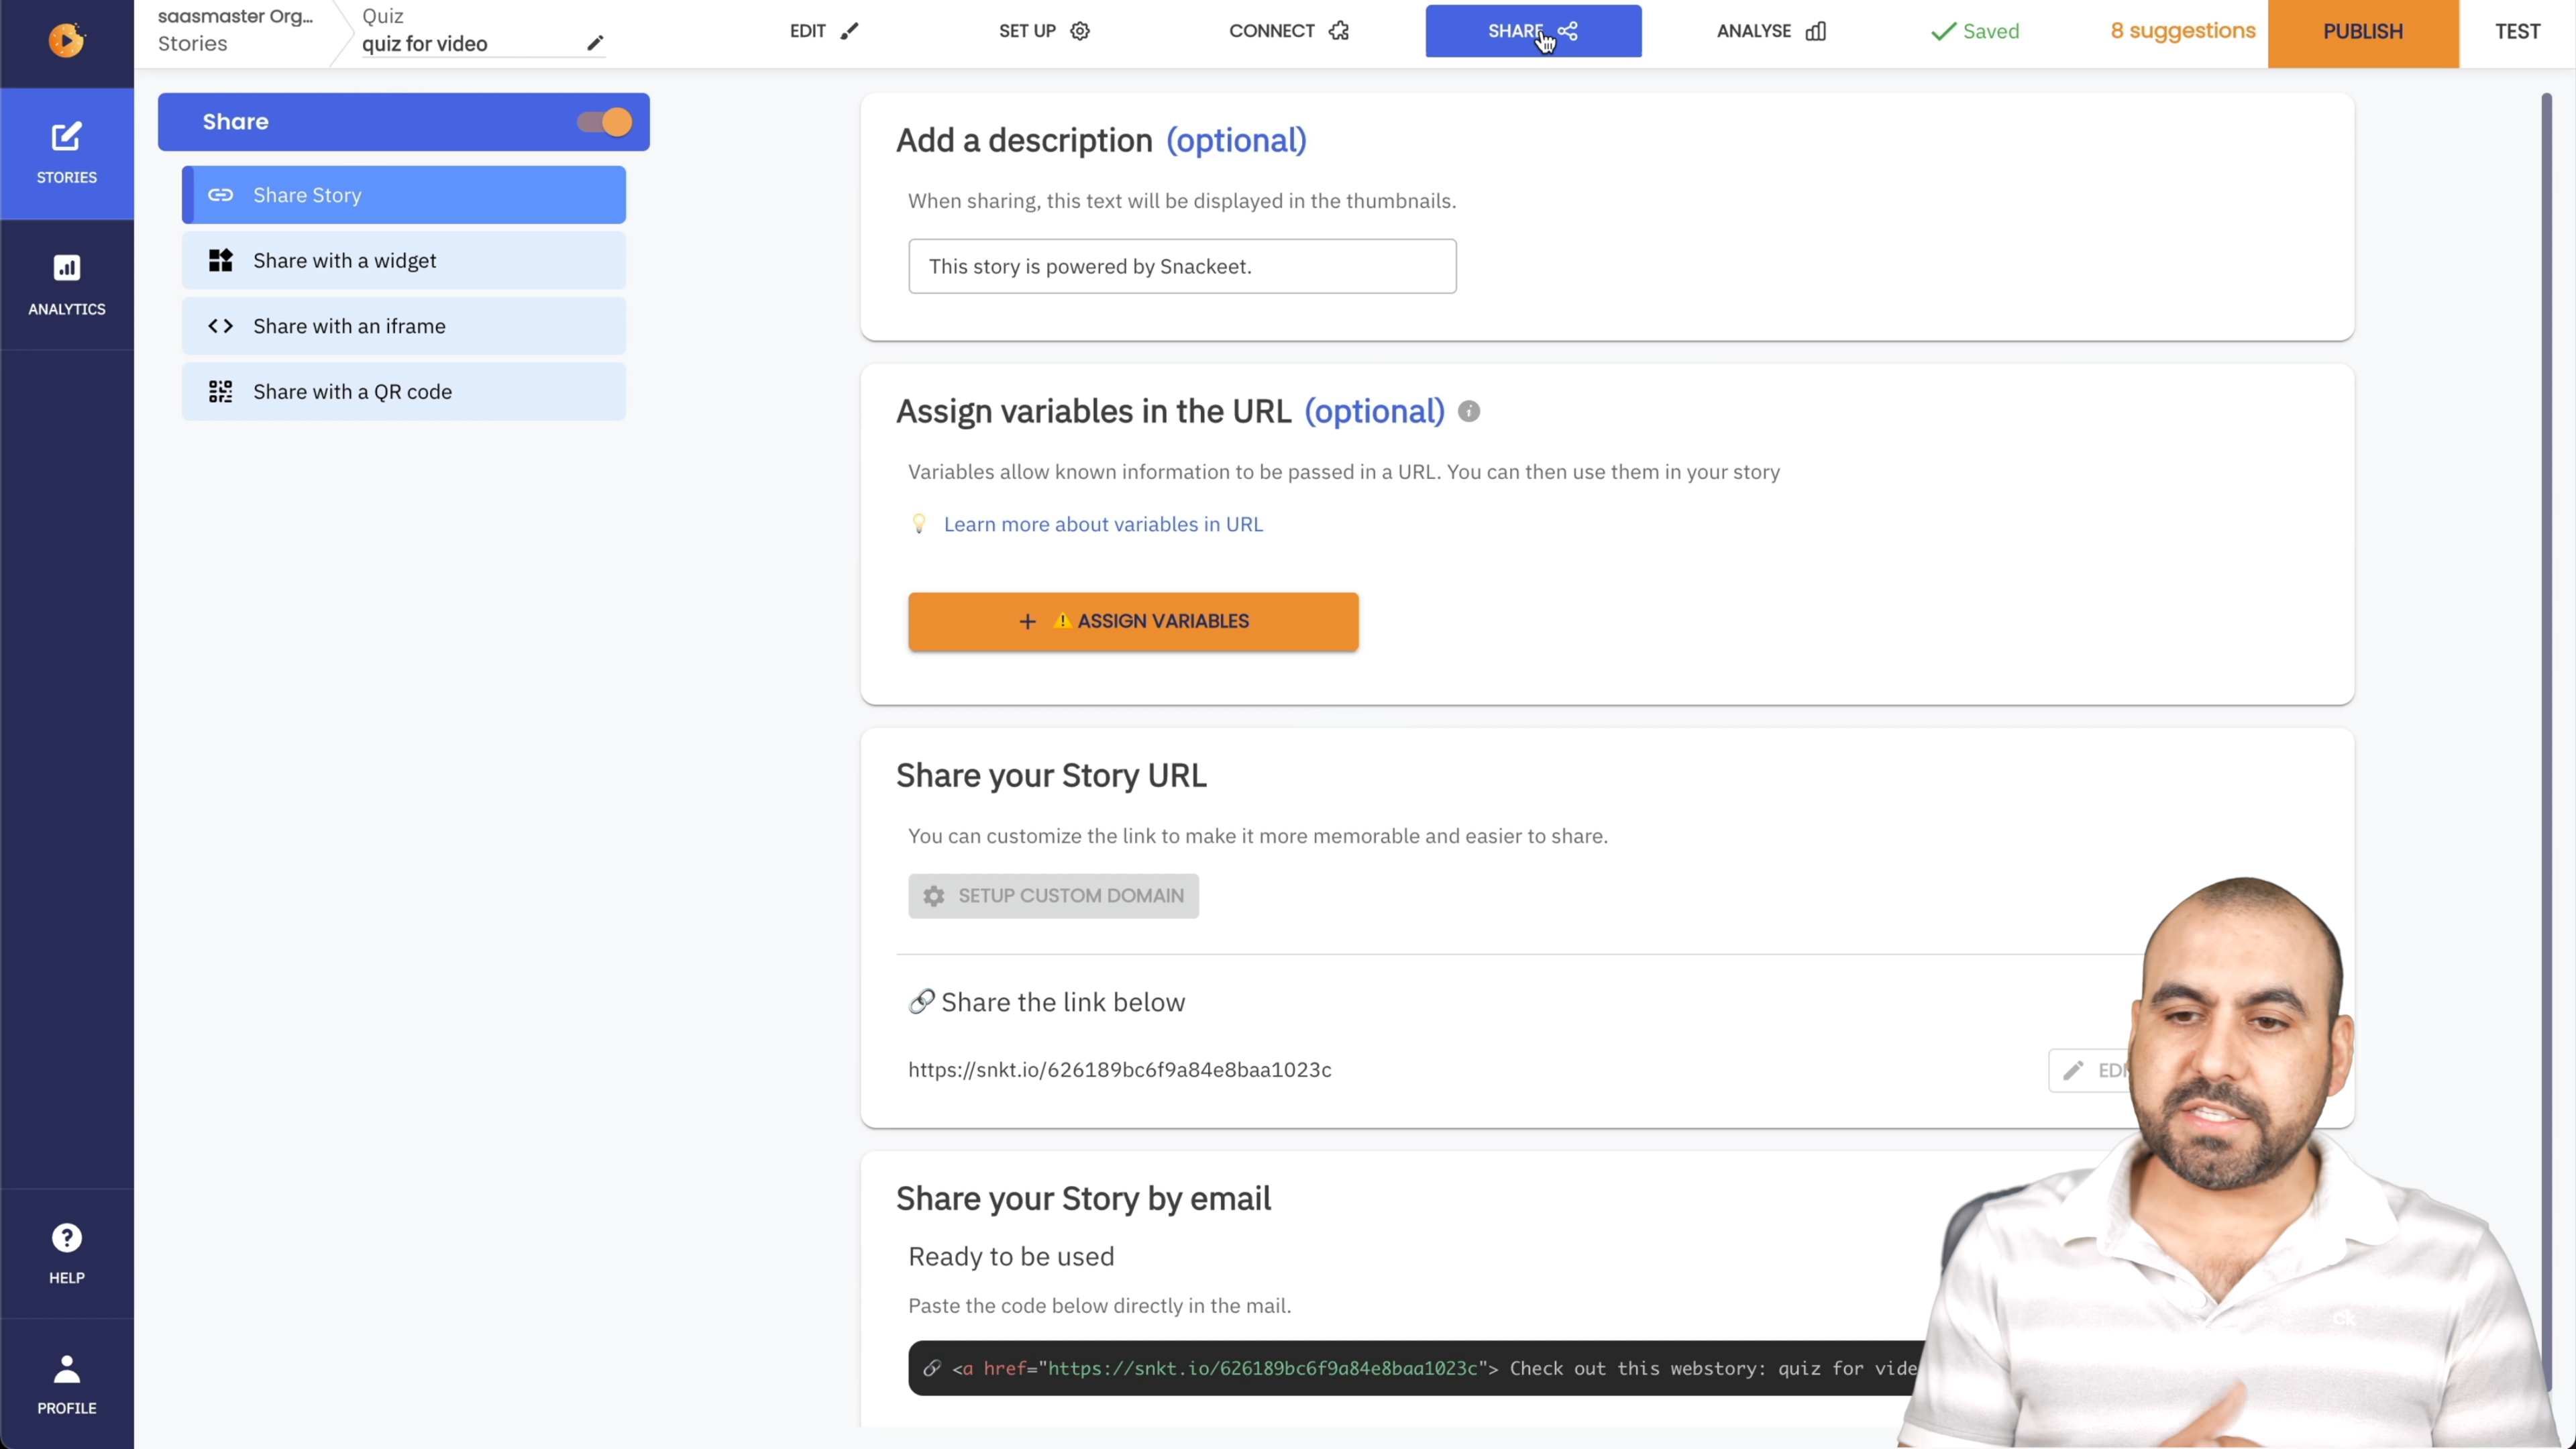 saasmaster Org...
Stories
Quiz
quiz for video
EDIT
SET UP
CONNECT
SHARE
ANALYSE
Saved
8 suggestions
PUBLISH
TEST
STORIES
ANALYTICS
HELP
PROFILE
Share
Share Story
Share with a widget
Share with an iframe
Share with a QR code
Add a description (optional)
When sharing, this text will be displayed in the thumbnails.
This story is powered by Snackeet.
Assign variables in the URL (optional)
Variables allow known information to be passed in a URL. You can then use them in your story
Learn more about variables in URL
+ ASSIGN VARIABLES
Share your Story URL
You can customize the link to make it more memorable and easier to share.
SETUP CUSTOM DOMAIN
Share the link below
https://snkt.io/626189bc6f9a84e8baa1023c
Share your Story by email
Ready to be used
Paste the code below directly in the mail.
<a href="https://snkt.io/626189bc6f9a84e8baa1023c"> Check out this webstory: quiz for vide
ck